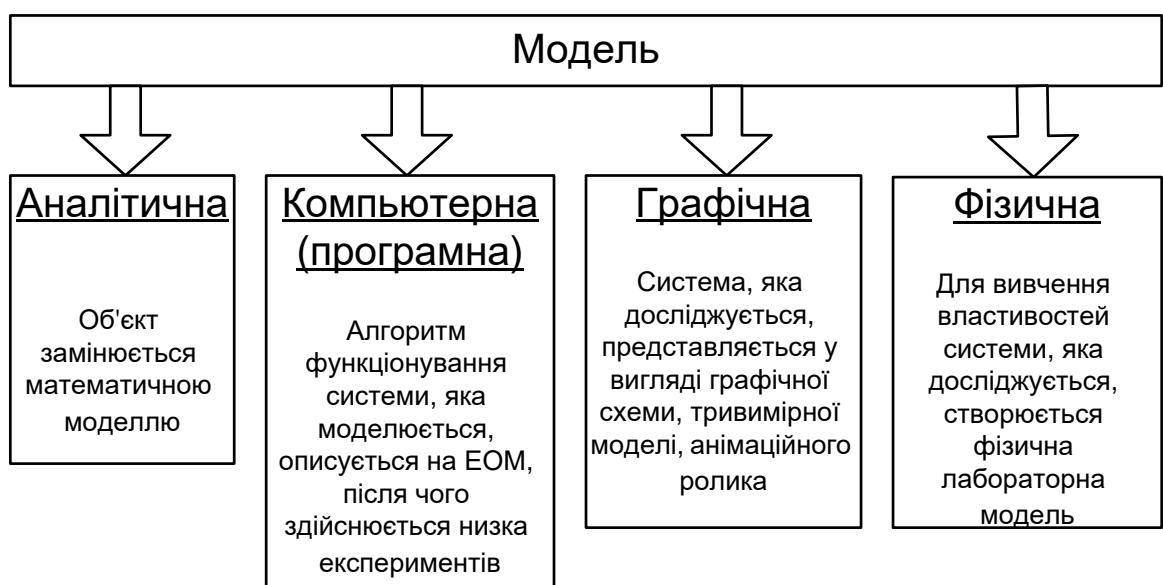 Модель
Аналітична
Об'єкт
замінюється
математичною
моделлю
Компьютерна
(програмна)
Алгоритм
функціонування
системи, яка
моделюється,
описується на ЕОМ,
після чого
здійснюється низка
експериментів
Графічна
Система, яка
досліджується,
представляється у
вигляді графічної
схеми, тривимірної
моделі, анімаційного
ролика
Фізична
Для вивчення
властивостей
системи, яка
досліджується,
створюється
фізична
лабораторна
модель